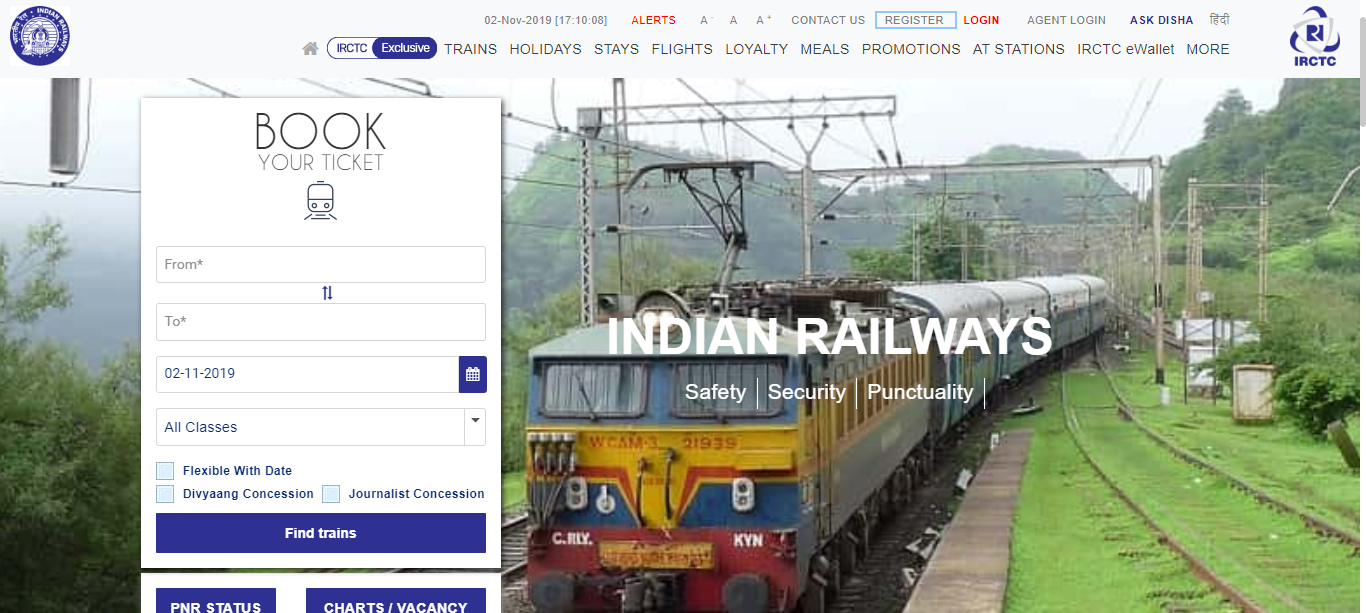 INDIAN RAILWAYS
02-Nov-2019 [17:10:08] ALERTS A- A A+ CONTACT US REGISTER LOGIN AGENT LOGIN ASK DISHA हिंदी
IRCTC Exclusive TRAINS HOLIDAYS STAYS FLIGHTS LOYALTY MEALS PROMOTIONS AT STATIONS IRCTC eWallet MORE
IRCTC
BOOK
YOUR TICKET
From*
To*
02-11-2019
All Classes
Flexible With Date
Divyaang Concession Journalist Concession
Find trains
PNR STATUS CHARTS / VACANCY
INDIAN RAILWAYS
Safety | Security | Punctuality |
WCAM-3 21939
C.RLY. KYN